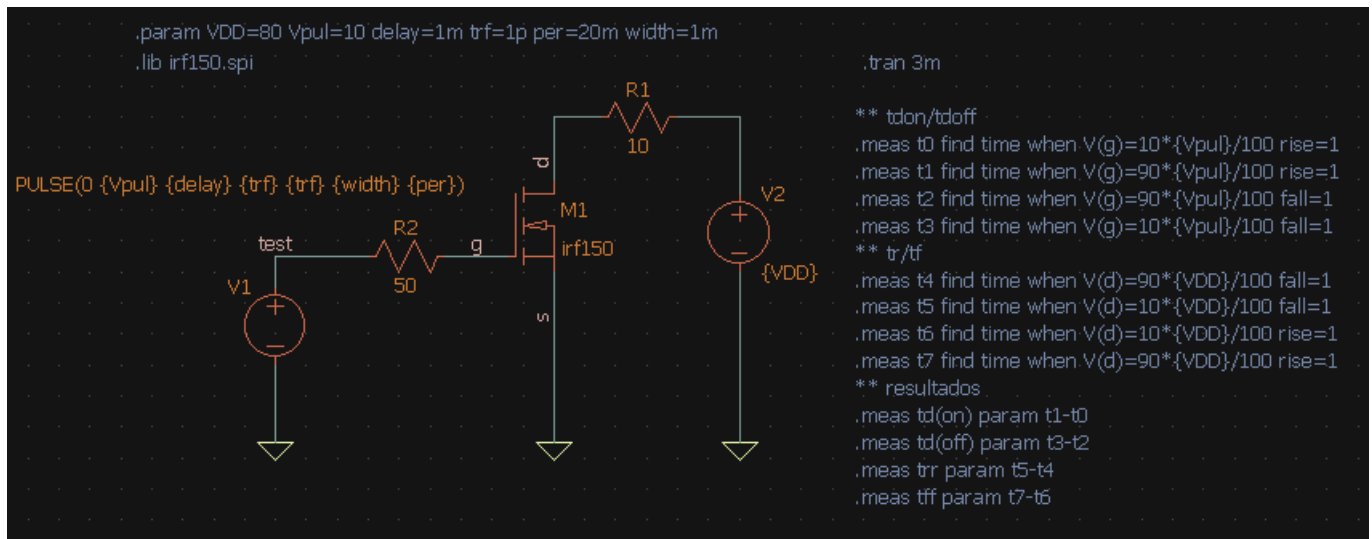 .param VDD=80 Vpul=10 delay=1m trf=1p per=20m width=1m
.lib irf150.spi
.tran 3m
R1
10
d
PULSE(0 {Vpul} {delay} {trf} {trf} {width} {per})
V2
M1
R2
test
g
irf150
{VDD}
50
V1
s
** tdon/tdoff
.meas t0 find time when V(g)=10*{Vpul}/100 rise=1
.meas t1 find time when V(g)=90*{Vpul}/100 rise=1
.meas t2 find time when V(g)=90*{Vpul}/100 fall=1
.meas t3 find time when V(g)=10*{Vpul}/100 fall=1
** tr/tf
.meas t4 find time when V(d)=90*{VDD}/100 fall=1
.meas t5 find time when V(d)=10*{VDD}/100 fall=1
.meas t6 find time when V(d)=10*{VDD}/100 rise=1
.meas t7 find time when V(d)=90*{VDD}/100 rise=1
** resultados
.meas td(on) param t1-t0
.meas td(off) param t3-t2
.meas trr param t5-t4
.meas tff param t7-t6